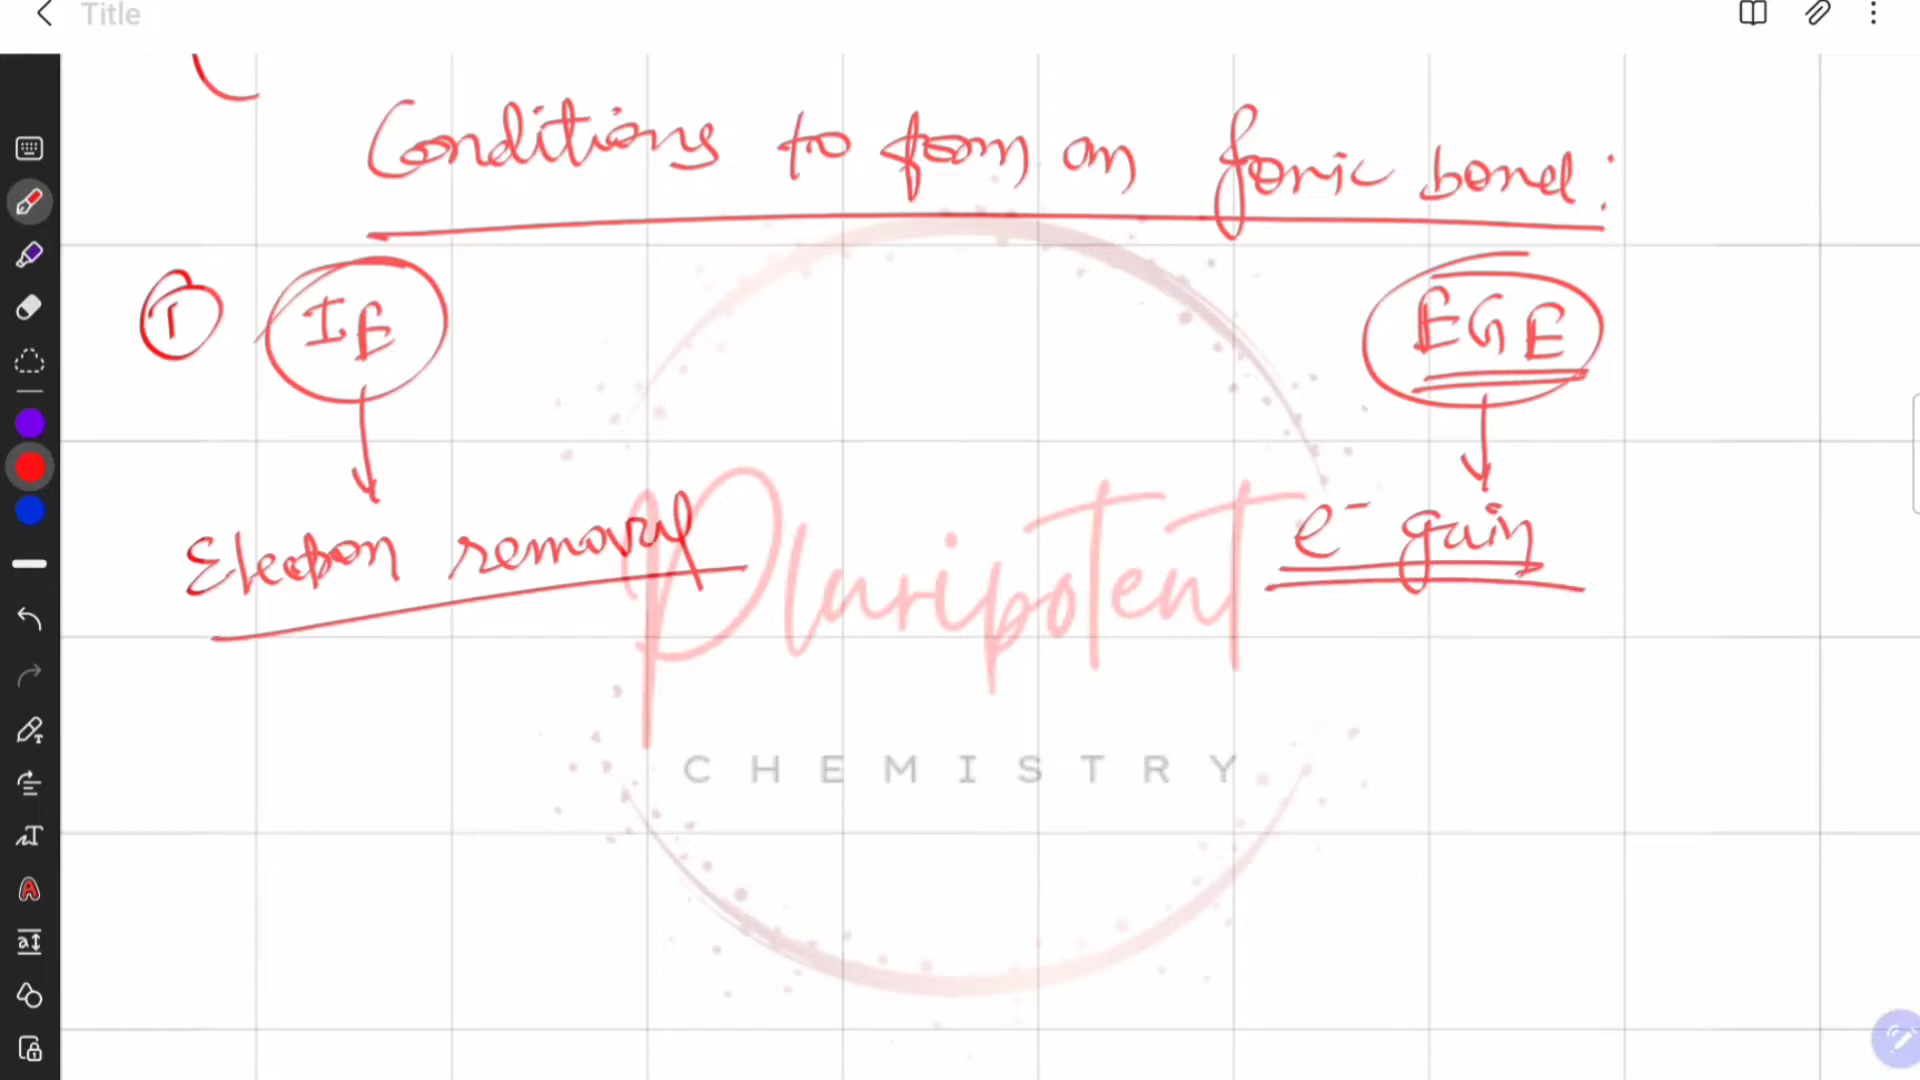 Title
Conditions to form an Ionic bond:
1 IE EGE
Electron removal e⁻ gain
Pluripotent
CHEMISTRY